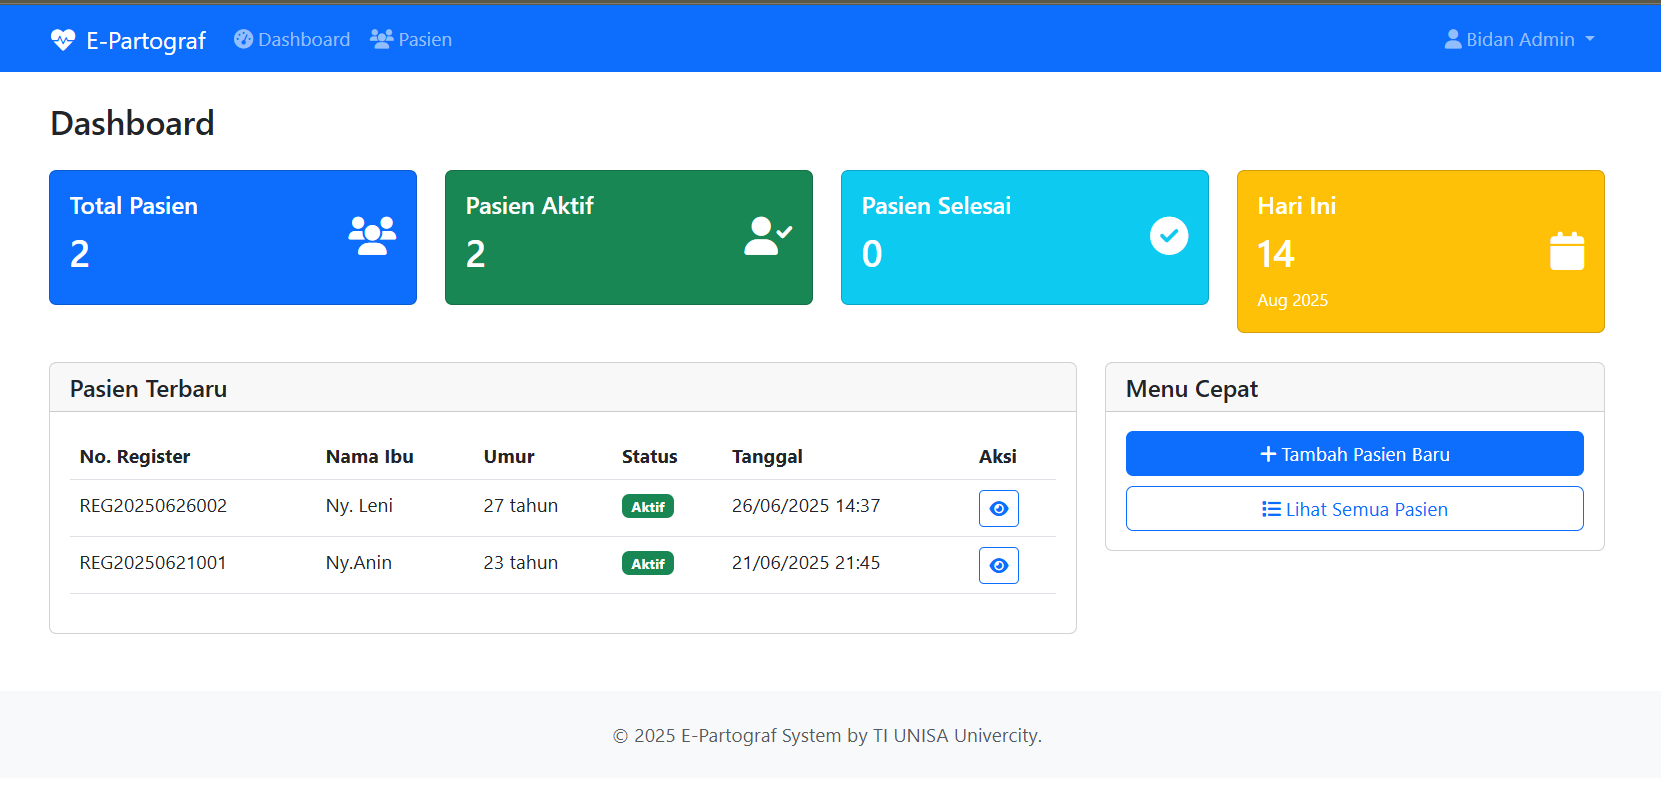 E-Partograf Dashboard Pasien Bidan Admin
Dashboard
Total Pasien
2
Pasien Aktif
2
Pasien Selesai
0
Hari Ini
14
Aug 2025
Pasien Terbaru
No. Register Nama Ibu Umur Status Tanggal Aksi
REG20250626002 Ny. Leni 27 tahun Aktif 26/06/2025 14:37
REG20250621001 Ny.Anin 23 tahun Aktif 21/06/2025 21:45
Menu Cepat
Tambah Pasien Baru
Lihat Semua Pasien
© 2025 E-Partograf System by TI UNISA Univercity.